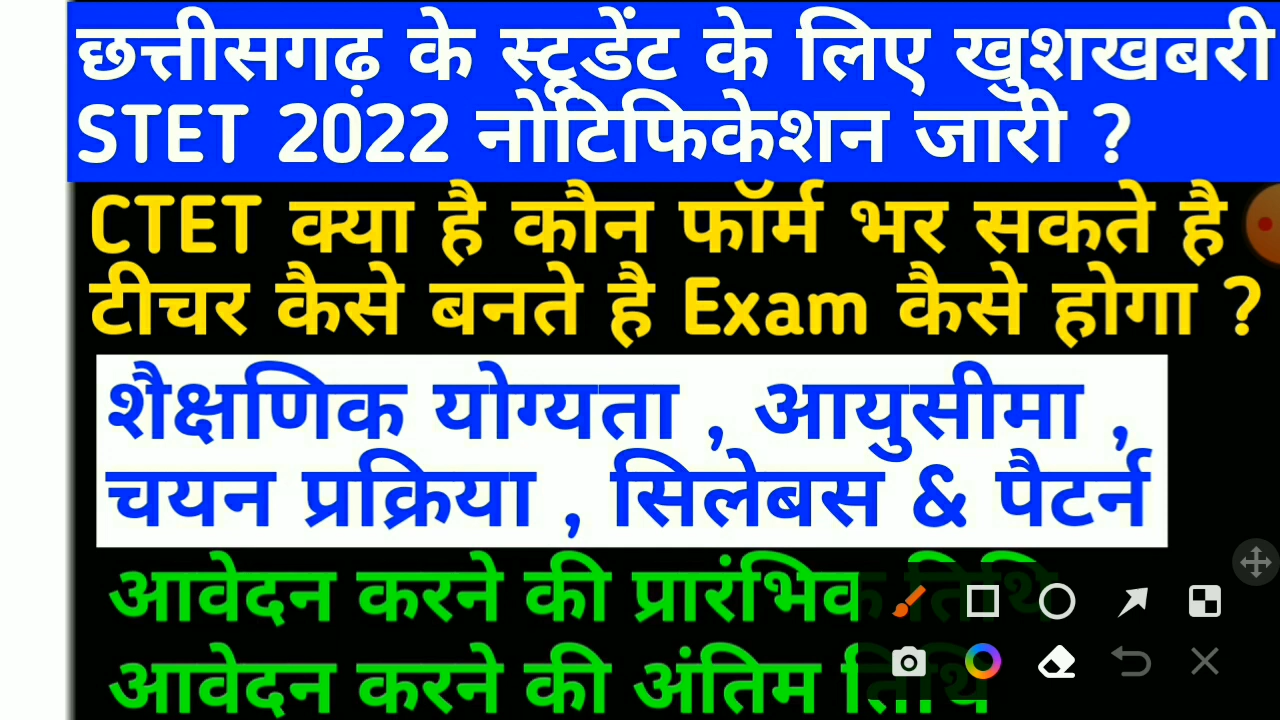 छत्तीसगढ़ के स्टूडेंट के लिए खुशखबरी
STET 2022 नोटिफिकेशन जारी ?
CTET क्या है कौन फॉर्म भर सकते है
टीचर कैसे बनते है Exam कैसे होगा ?
शैक्षणिक योग्यता , आयुसीमा ,
चयन प्रक्रिया , सिलेबस & पैटर्न
आवेदन करने की प्रारंभिक तिथि
आवेदन करने की अंतिम तिथि